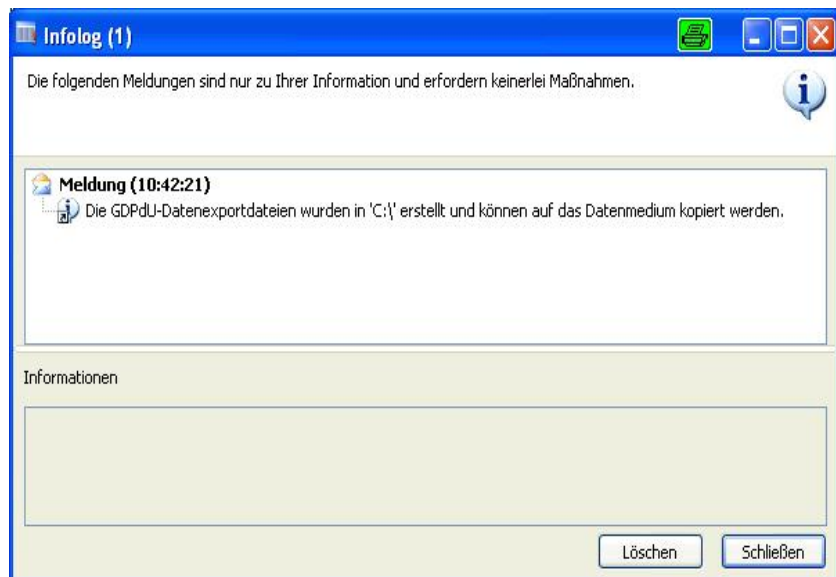 Infolog (1)
Die folgenden Meldungen sind nur zu Ihrer Information und erfordern keinerlei Maßnahmen.
Meldung (10:42:21)
Die GDPdU-Datenexportdateien wurden in 'C:\' erstellt und können auf das Datenmedium kopiert werden.
Informationen
Löschen
Schließen